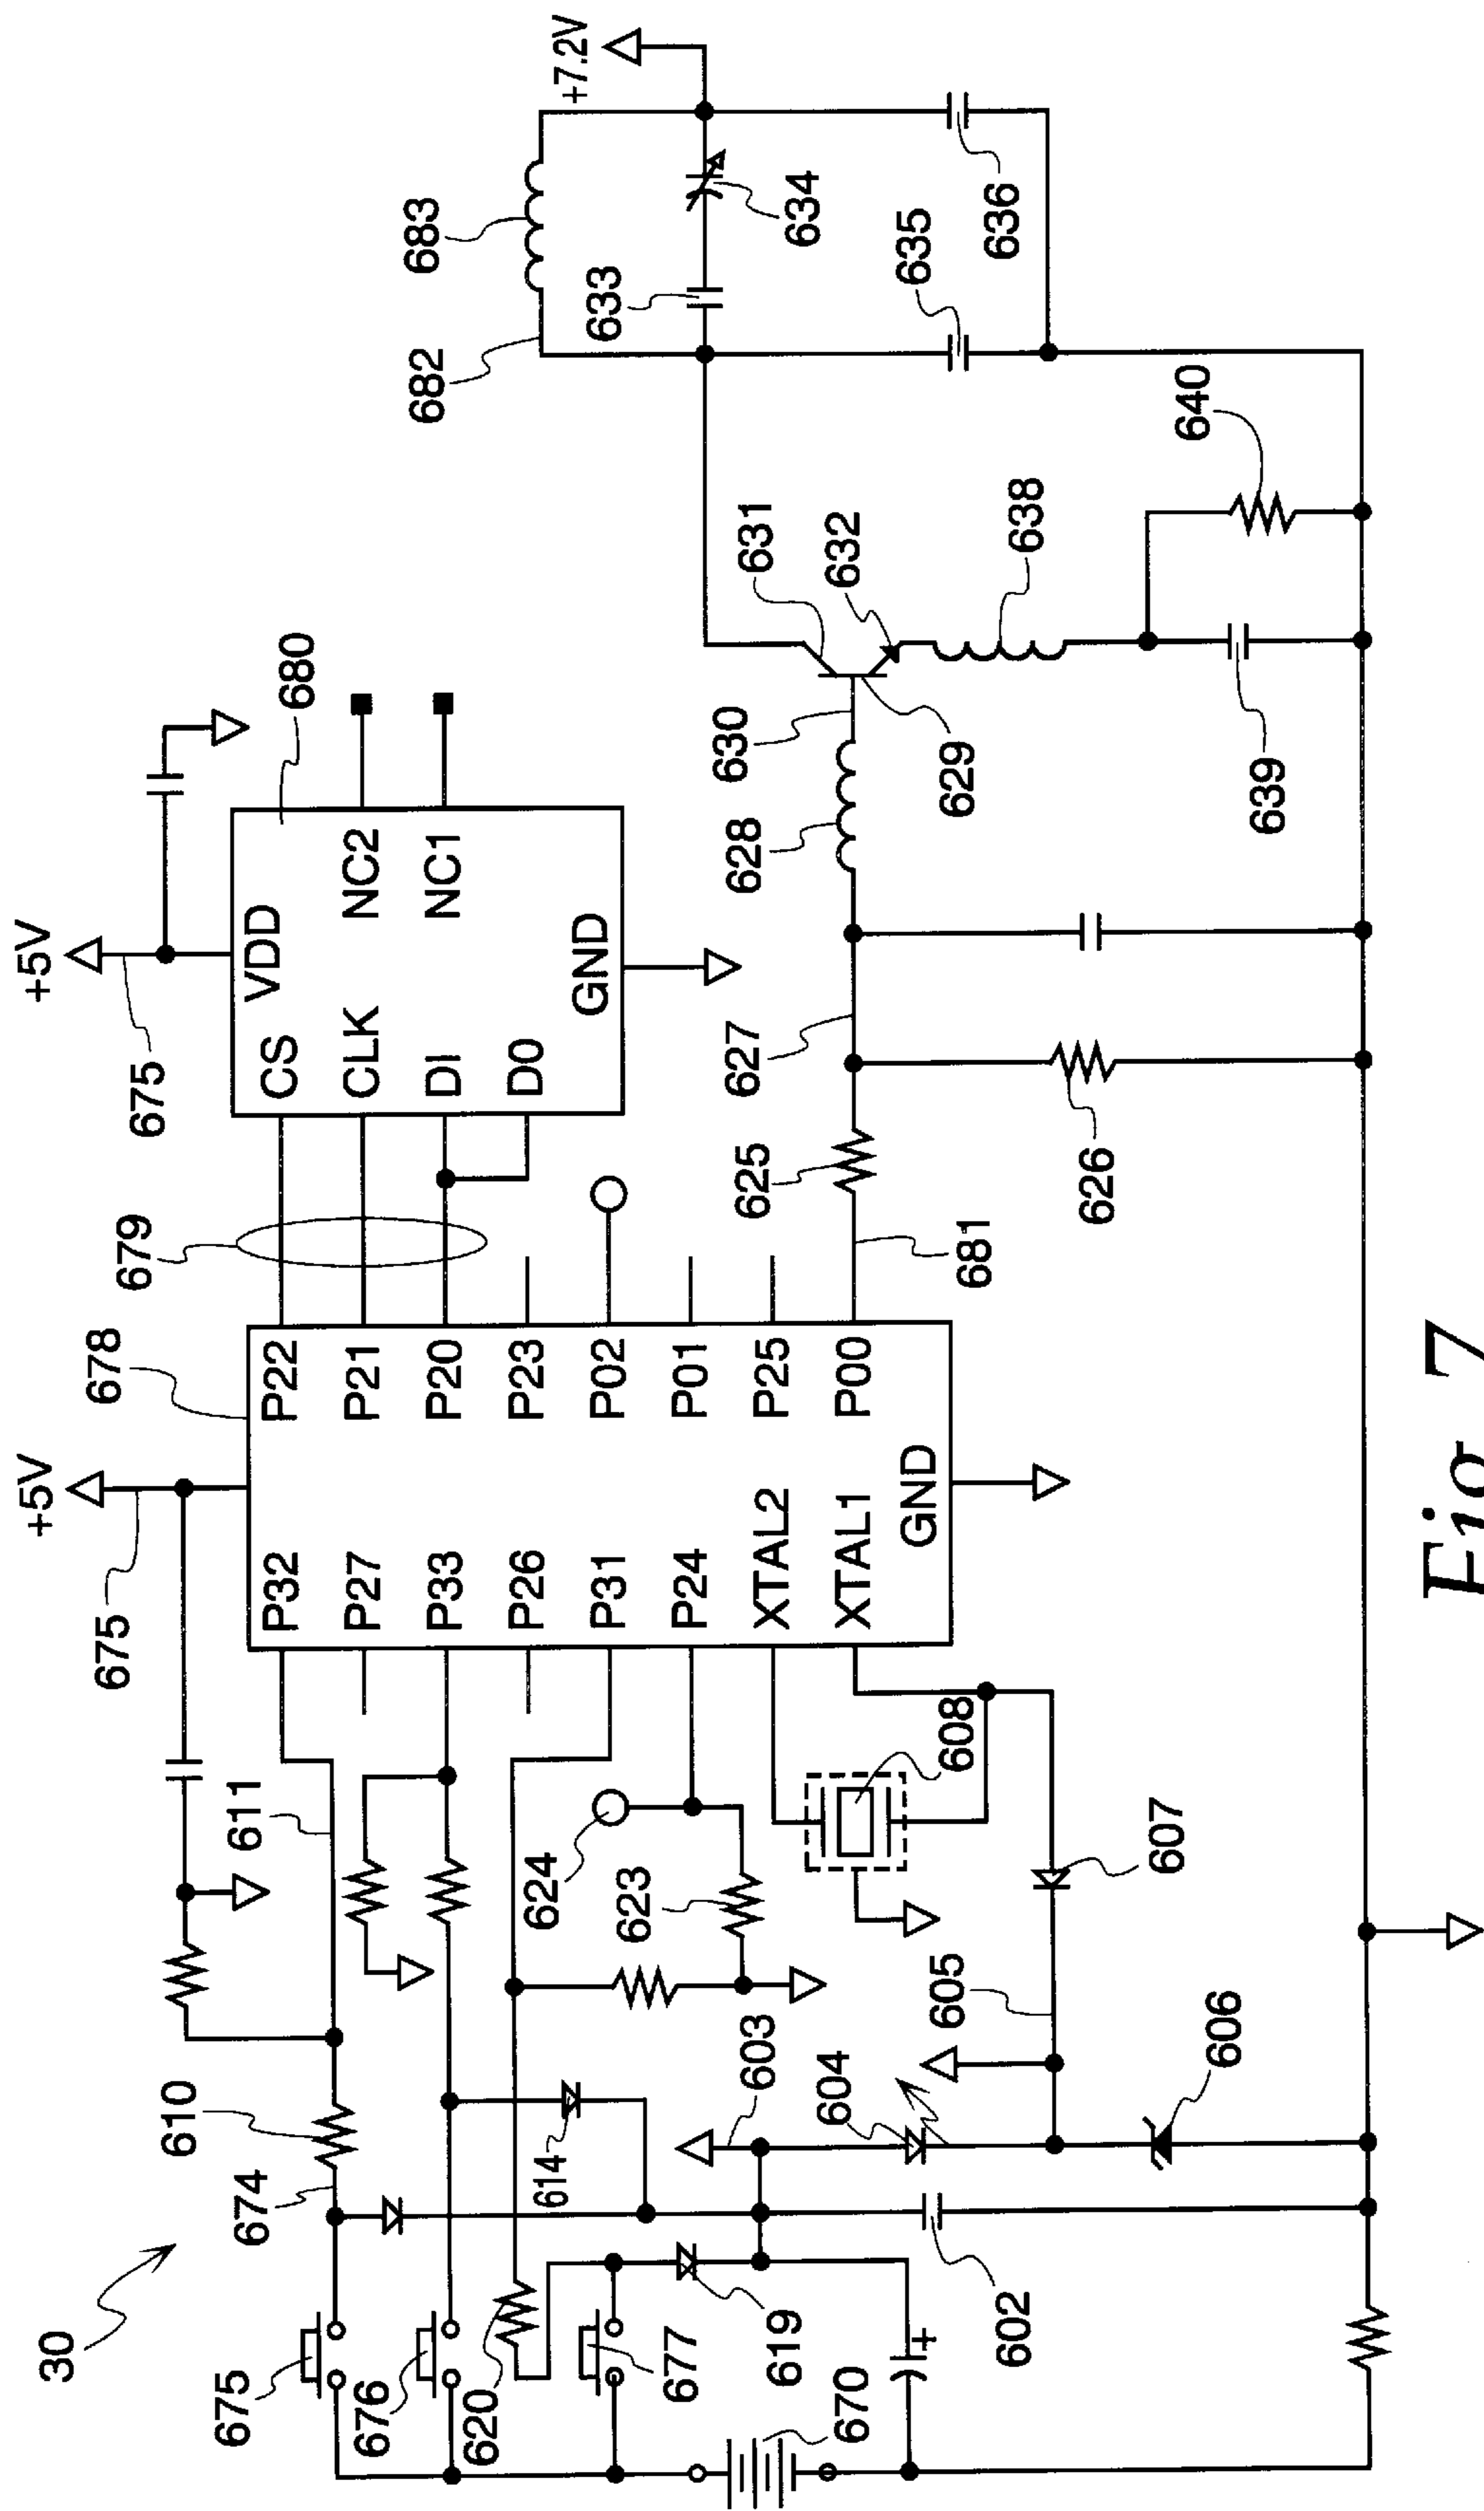 30
675
676
620
677
619
670
602
674
610
611
614
603
604
605
606
607
608
623
624
675
+5V
678
P32
P27
P33
P26
P31
P24
XTAL2
XTAL1
GND
P22
P21
P20
P23
P02
P01
P25
P00
679
681
675
+5V
680
CS
VDD
CLK
DI
D0
GND
NC2
NC1
625
626
627
628
629
630
631
632
638
639
640
682
683
633
634
635
636
+7.2V
Fig 7